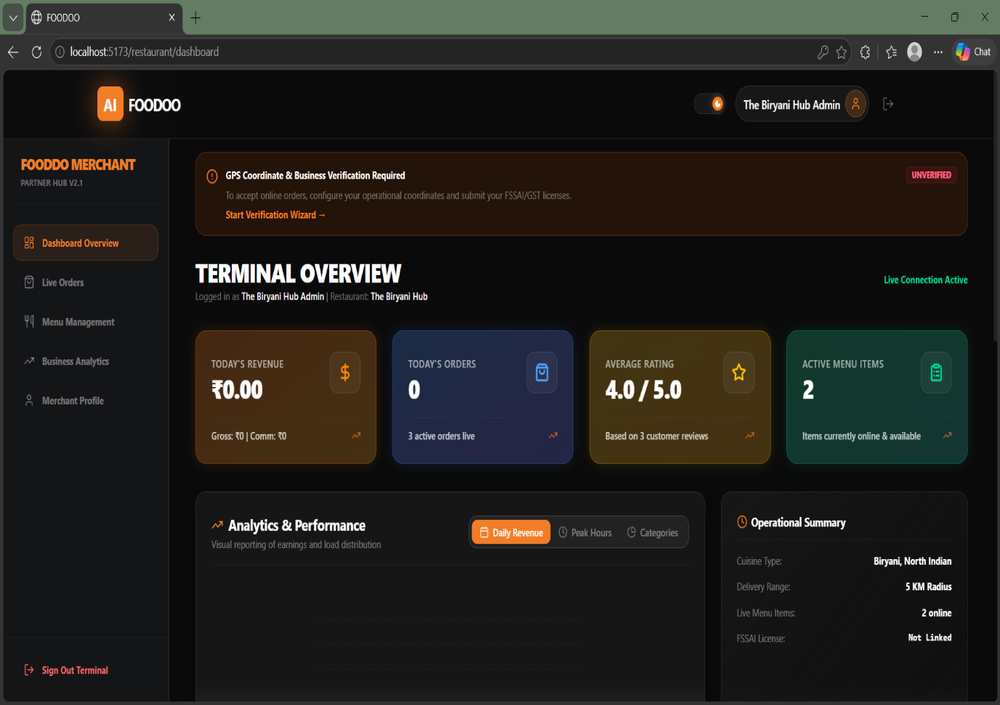 FOODOO
localhost:5173/restaurant/dashboard
Chat
AI FOODOO
The Biryani Hub Admin
FOODDO MERCHANT
PARTNER HUB V2.1
Dashboard Overview
Live Orders
Menu Management
Business Analytics
Merchant Profile
Sign Out Terminal
GPS Coordinate & Business Verification Required
UNVERIFIED
To accept online orders, configure your operational coordinates and submit your FSSAI/GST licenses.
Start Verification Wizard →
TERMINAL OVERVIEW
Live Connection Active
Logged in as The Biryani Hub Admin | Restaurant: The Biryani Hub
TODAY'S REVENUE
₹0.00
Gross: ₹0 | Comm: ₹0
TODAY'S ORDERS
0
3 active orders live
AVERAGE RATING
4.0 / 5.0
Based on 3 customer reviews
ACTIVE MENU ITEMS
2
Items currently online & available
Analytics & Performance
Visual reporting of earnings and load distribution
Daily Revenue
Peak Hours
Categories
Operational Summary
Cuisine Type: Biryani, North Indian
Delivery Range: 5 KM Radius
Live Menu Items: 2 online
FSSAI License: Not Linked